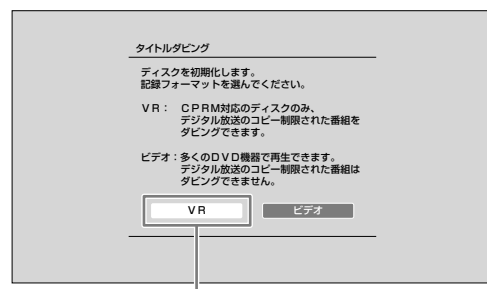 タイトルダビング
ディスクを初期化します。
記録フォーマットを選んでください。
ＶＲ： ＣＰＲＭ対応のディスクのみ、
デジタル放送のコピー制限された番組を
ダビングできます。
ビデオ：多くのＤＶＤ機器で再生できます。
デジタル放送のコピー制限された番組は
ダビングできません。
ＶＲ ビデオ